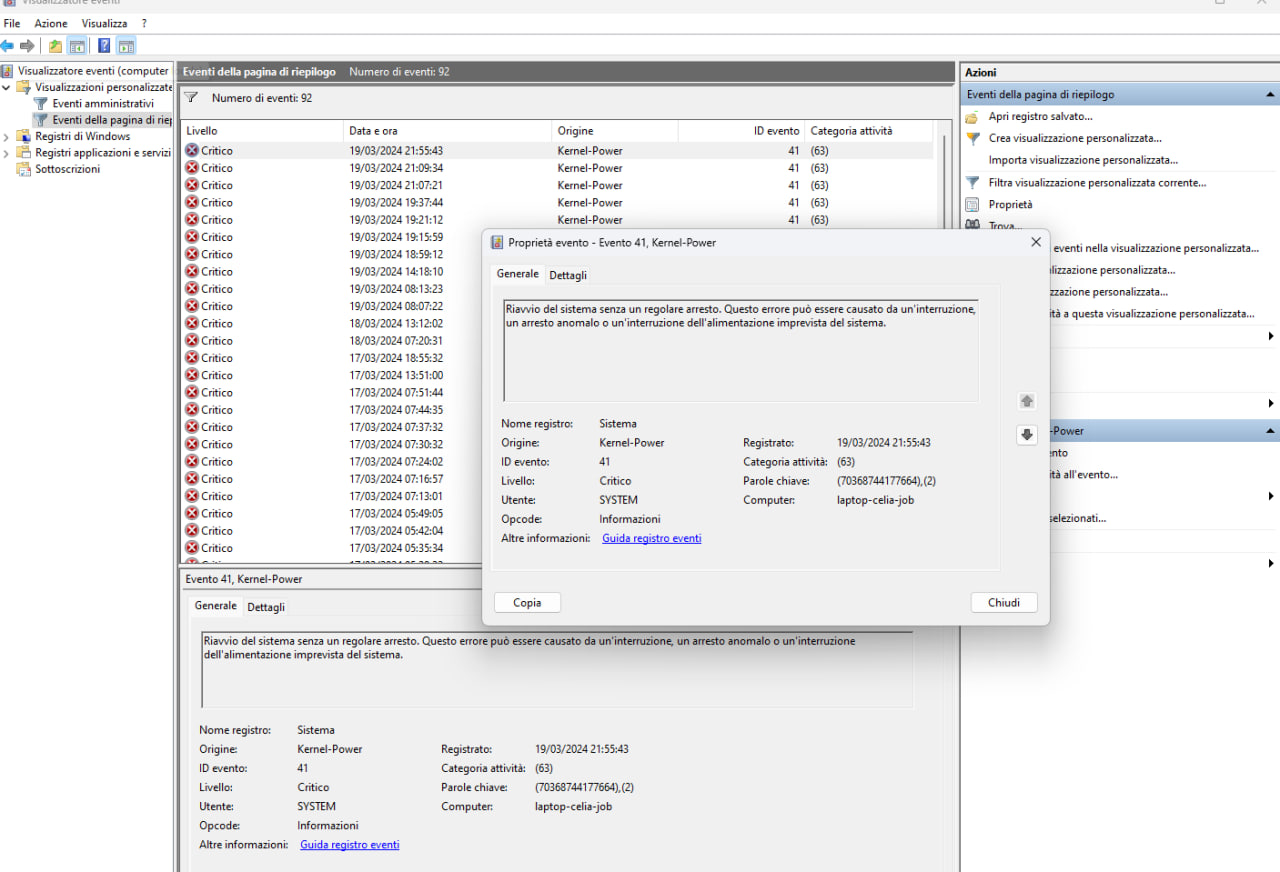 Visualizzatore eventi
File Azione Visualizza ?
Visualizzatore eventi (computer
Visualizzazioni personalizzate
Eventi amministrativi
Eventi della pagina di riep
Registri di Windows
Registri applicazioni e servizi
Sottoscrizioni
Eventi della pagina di riepilogo Numero di eventi: 92
Numero di eventi: 92
Livello Data e ora Origine ID evento Categoria attività
Critico 19/03/2024 21:55:43 Kernel-Power 41 (63)
Critico 19/03/2024 21:09:34 Kernel-Power 41 (63)
Critico 19/03/2024 21:07:21 Kernel-Power 41 (63)
Critico 19/03/2024 19:37:44 Kernel-Power 41 (63)
Critico 19/03/2024 19:21:12 Kernel-Power 41 (63)
Critico 19/03/2024 19:15:59
Critico 19/03/2024 18:59:12
Critico 19/03/2024 14:18:10
Critico 19/03/2024 08:13:23
Critico 19/03/2024 08:07:22
Critico 18/03/2024 13:12:02
Critico 18/03/2024 07:20:31
Critico 17/03/2024 18:55:32
Critico 17/03/2024 13:51:00
Critico 17/03/2024 07:51:44
Critico 17/03/2024 07:44:35
Critico 17/03/2024 07:37:32
Critico 17/03/2024 07:30:32
Critico 17/03/2024 07:24:02
Critico 17/03/2024 07:16:57
Critico 17/03/2024 07:13:01
Critico 17/03/2024 05:49:05
Critico 17/03/2024 05:42:04
Critico 17/03/2024 05:35:34
Evento 41, Kernel-Power
Generale Dettagli
Riavvio del sistema senza un regolare arresto. Questo errore può essere causato da un'interruzione, un arresto anomalo o un'interruzione
dell'alimentazione imprevista del sistema.
Nome registro: Sistema
Origine: Kernel-Power Registrato: 19/03/2024 21:55:43
ID evento: 41 Categoria attività: (63)
Livello: Critico Parole chiave: (70368744177664),(2)
Utente: SYSTEM Computer: laptop-celia-job
Opcode: Informazioni
Altre informazioni: Guida registro eventi
Proprietà evento - Evento 41, Kernel-Power
Generale Dettagli
Riavvio del sistema senza un regolare arresto. Questo errore può essere causato da un'interruzione,
un arresto anomalo o un'interruzione dell'alimentazione imprevista del sistema.
Nome registro: Sistema
Origine: Kernel-Power Registrato: 19/03/2024 21:55:43
ID evento: 41 Categoria attività: (63)
Livello: Critico Parole chiave: (70368744177664),(2)
Utente: SYSTEM Computer: laptop-celia-job
Opcode: Informazioni
Altre informazioni: Guida registro eventi
Copia Chiudi
Azioni
Eventi della pagina di riepilogo
Apri registro salvato...
Crea visualizzazione personalizzata...
Importa visualizzazione personalizzata...
Filtra visualizzazione personalizzata corrente...
Proprietà
Trova...
eventi nella visualizzazione personalizzata...
lizzazione personalizzata...
zzazione personalizzata...
ità a questa visualizzazione personalizzata...
-Power
nto
ità all'evento...
selezionati...